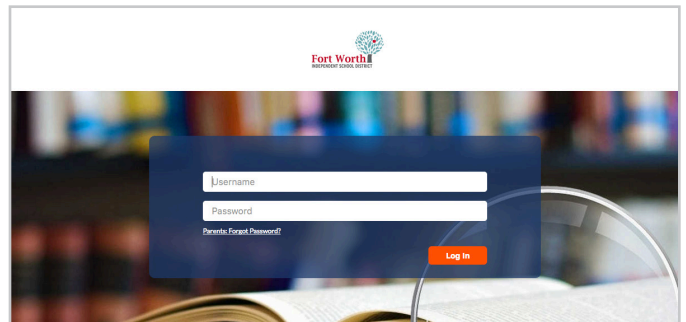 Fort Worth
INDEPENDENT SCHOOL DISTRICT
Username
Password
Parents: Forgot Password?
Log In